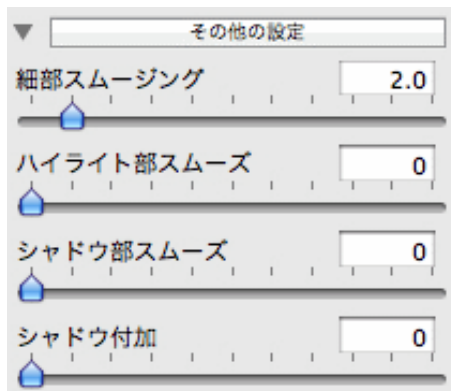 その他の設定
細部スムージング 2.0
ハイライト部スムーズ 0
シャドウ部スムーズ 0
シャドウ付加 0